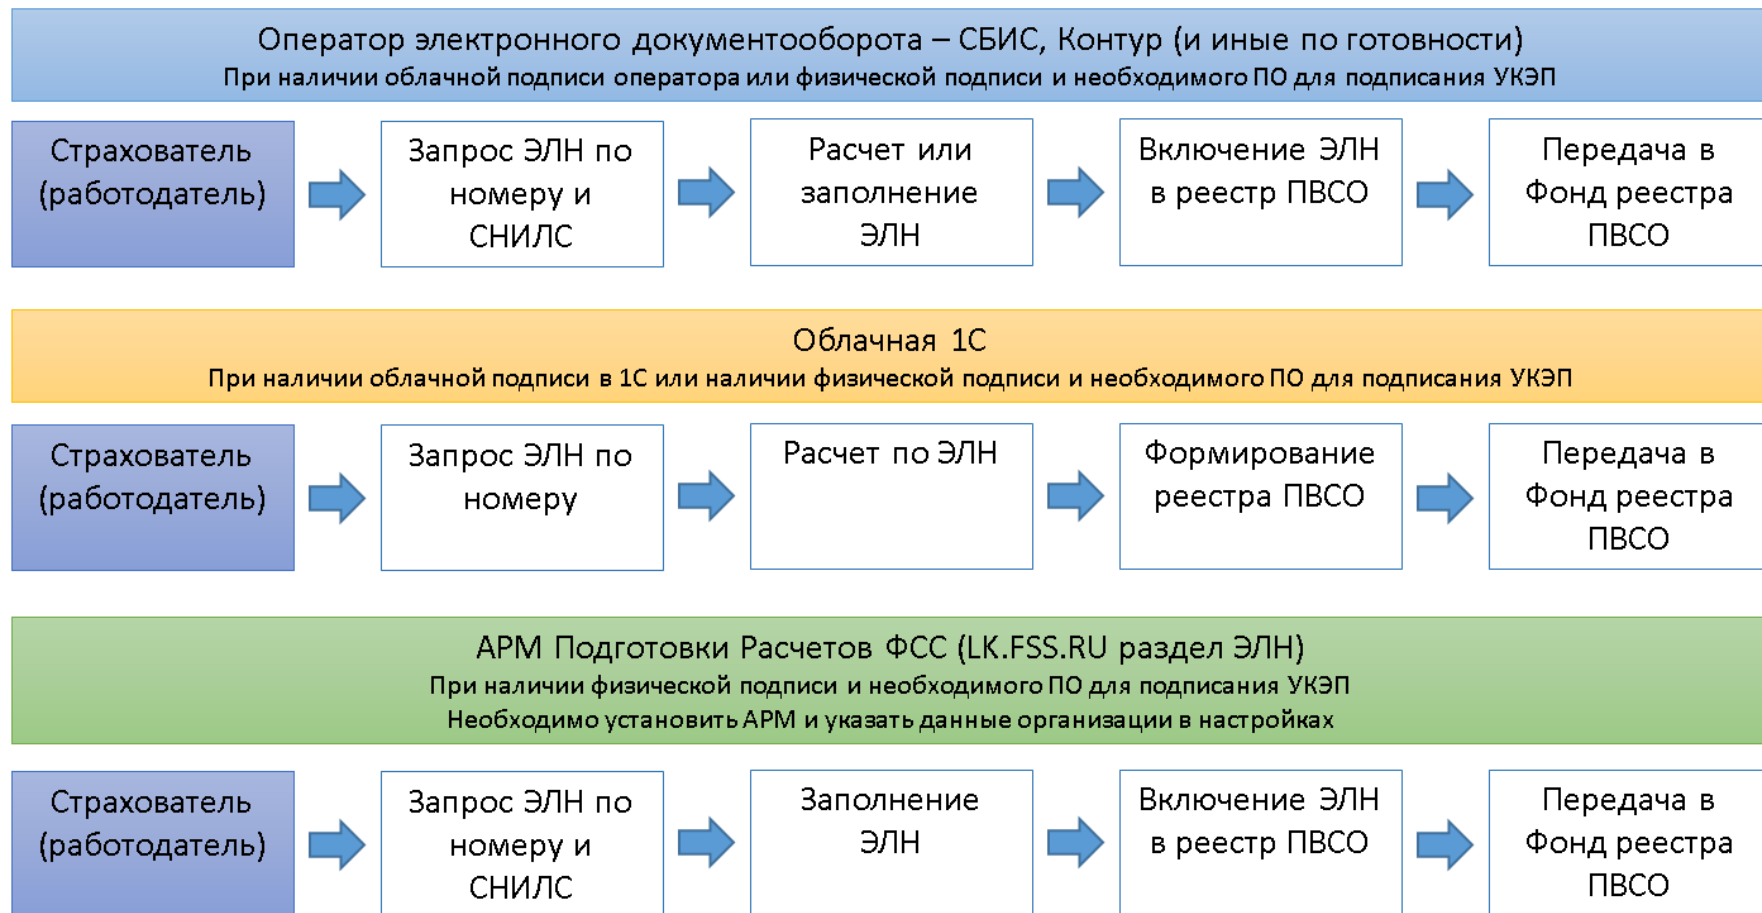 Оператор электронного документооборота – СБИС, Контур (и иные по готовности)
При наличии облачной подписи оператора или физической подписи и необходимого ПО для подписания УКЭП
Страхователь
(работодатель)
Запрос ЭЛН по
номеру и
СНИЛС
Расчет или
заполнение
ЭЛН
Включение ЭЛН
в реестр ПВСО
Передача в
Фонд реестра
ПВСО
Облачная 1С
При наличии облачной подписи в 1С или наличии физической подписи и необходимого ПО для подписания УКЭП
Страхователь
(работодатель)
Запрос ЭЛН по
номеру
Расчет по ЭЛН
Формирование
реестра ПВСО
Передача в
Фонд реестра
ПВСО
АРМ Подготовки Расчетов ФСС (LK.FSS.RU раздел ЭЛН)
При наличии физической подписи и необходимого ПО для подписания УКЭП
Необходимо установить АРМ и указать данные организации в настройках
Страхователь
(работодатель)
Запрос ЭЛН по
номеру и
СНИЛС
Заполнение
ЭЛН
Включение ЭЛН
в реестр ПВСО
Передача в
Фонд реестра
ПВСО